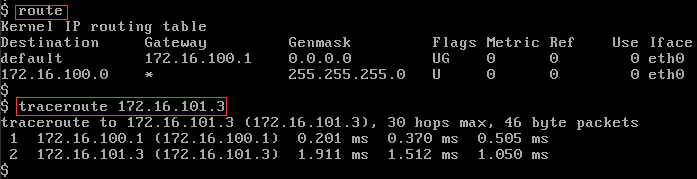 $ route
Kernel IP routing table
Destination Gateway Genmask Flags Metric Ref Use Iface
default 172.16.100.1 0.0.0.0 UG 0 0 0 eth0
172.16.100.0 * 255.255.255.0 U 0 0 0 eth0
$
$ traceroute 172.16.101.3
traceroute to 172.16.101.3 (172.16.101.3), 30 hops max, 46 byte packets
1 172.16.100.1 (172.16.100.1) 0.201 ms 0.370 ms 0.505 ms
2 172.16.101.3 (172.16.101.3) 1.911 ms 1.512 ms 1.050 ms
$